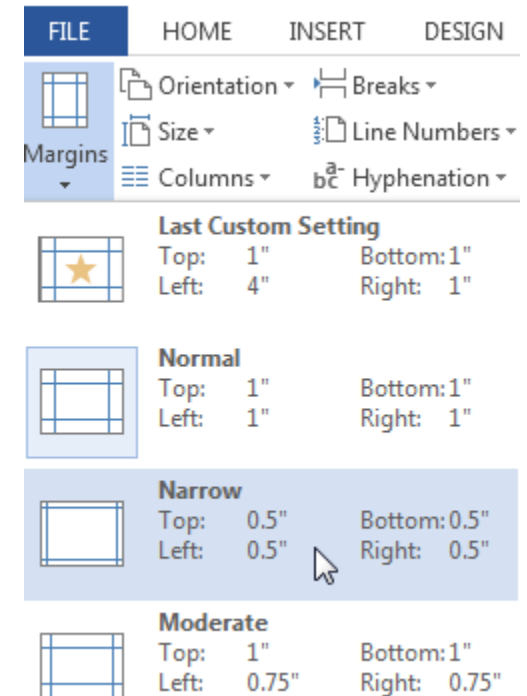 FILE HOME INSERT DESIGN
Orientation Breaks
Size Line Numbers
Margins
Columns Hyphenation
Last Custom Setting
Top: 1" Bottom: 1"
Left: 4" Right: 1"
Normal
Top: 1" Bottom: 1"
Left: 1" Right: 1"
Narrow
Top: 0.5" Bottom: 0.5"
Left: 0.5" Right: 0.5"
Moderate
Top: 1" Bottom: 1"
Left: 0.75" Right: 0.75"